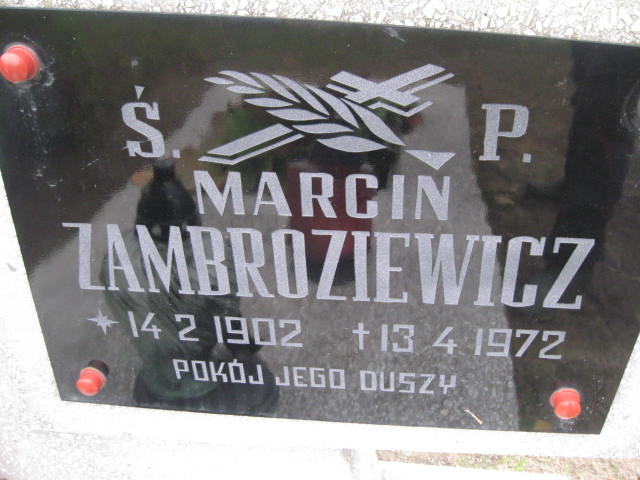 Ś. P.
MARCIN
ZAMBROZIEWICZ
* 14 2 1902 † 13 4 1972
POKÓJ JEGO DUSZY